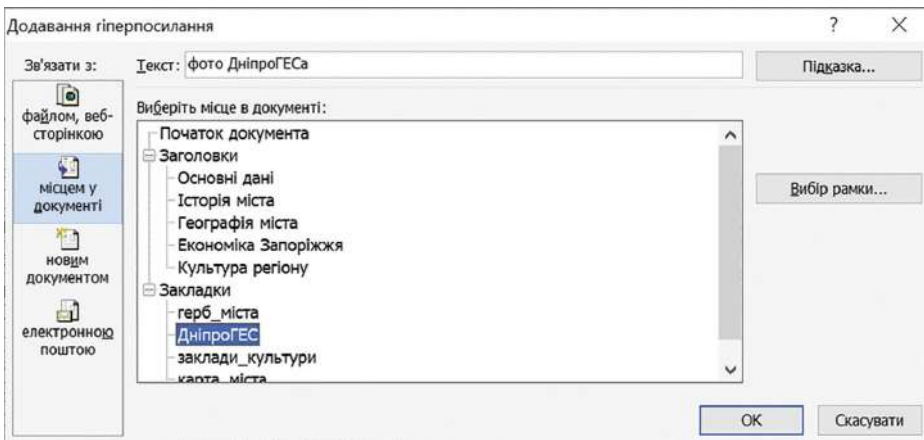 Додавання гіперпосилання
?
Зв'язати з:
Текст: фото ДніпроГЕСа
Підказка...
файлом, веб-
сторінкою
місцем у
документі
новим
документом
електронною
поштою
Виберіть місце в документі:
Початок документа
Заголовки
Основні дані
Історія міста
Географія міста
Економіка Запоріжжя
Культура регіону
Закладки
герб_міста
ДніпроГЕС
заклади_культури
карта_міста
Вибір рамки...
ОК
Скасувати